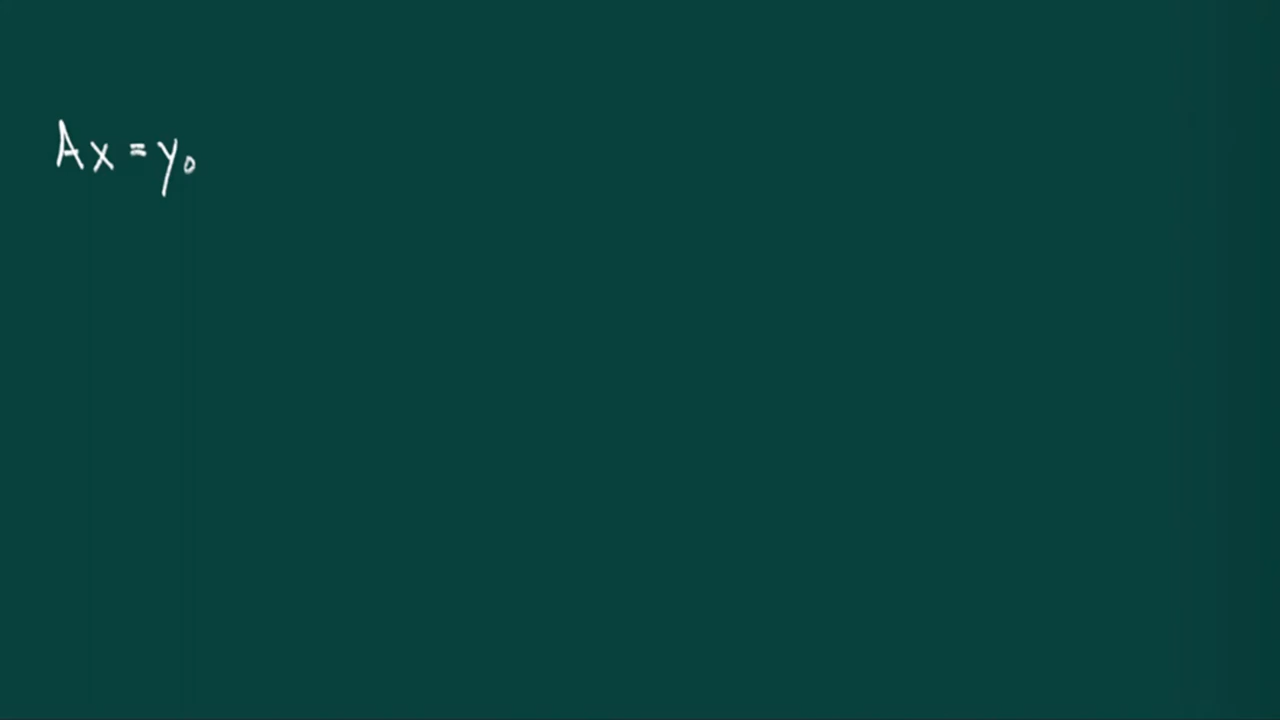 Ax = y₀